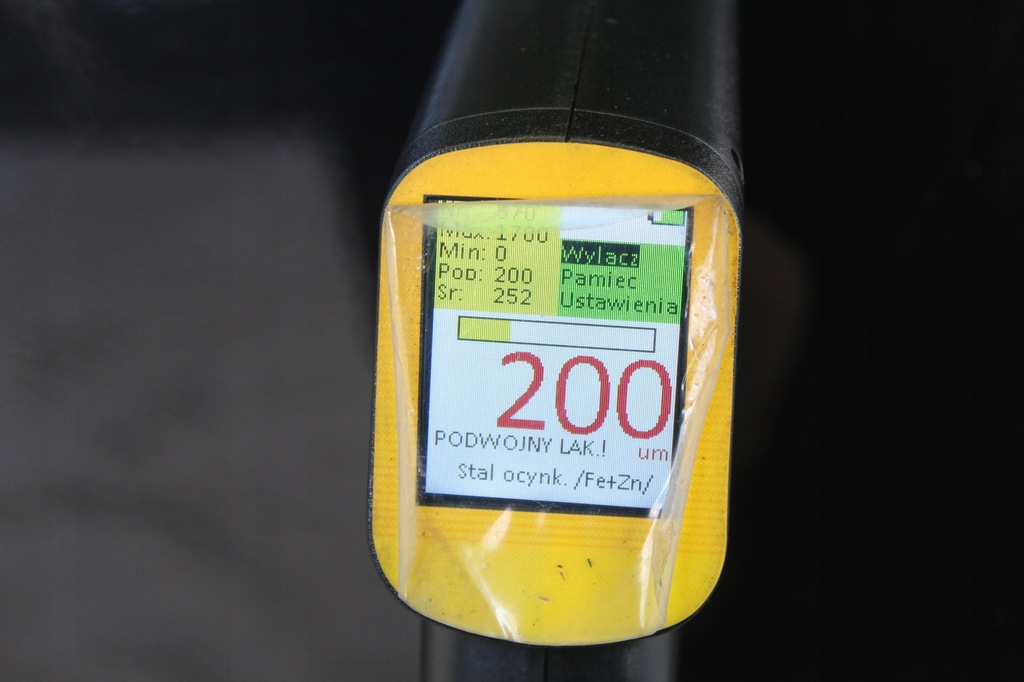 570
Max: 1700
Min: 0
Pop: 200
Sr: 252
Wylacz
Pamiec
Ustawienia
200
um
PODWOJNY LAK.!
Stal ocynk. /Fe+Zn/